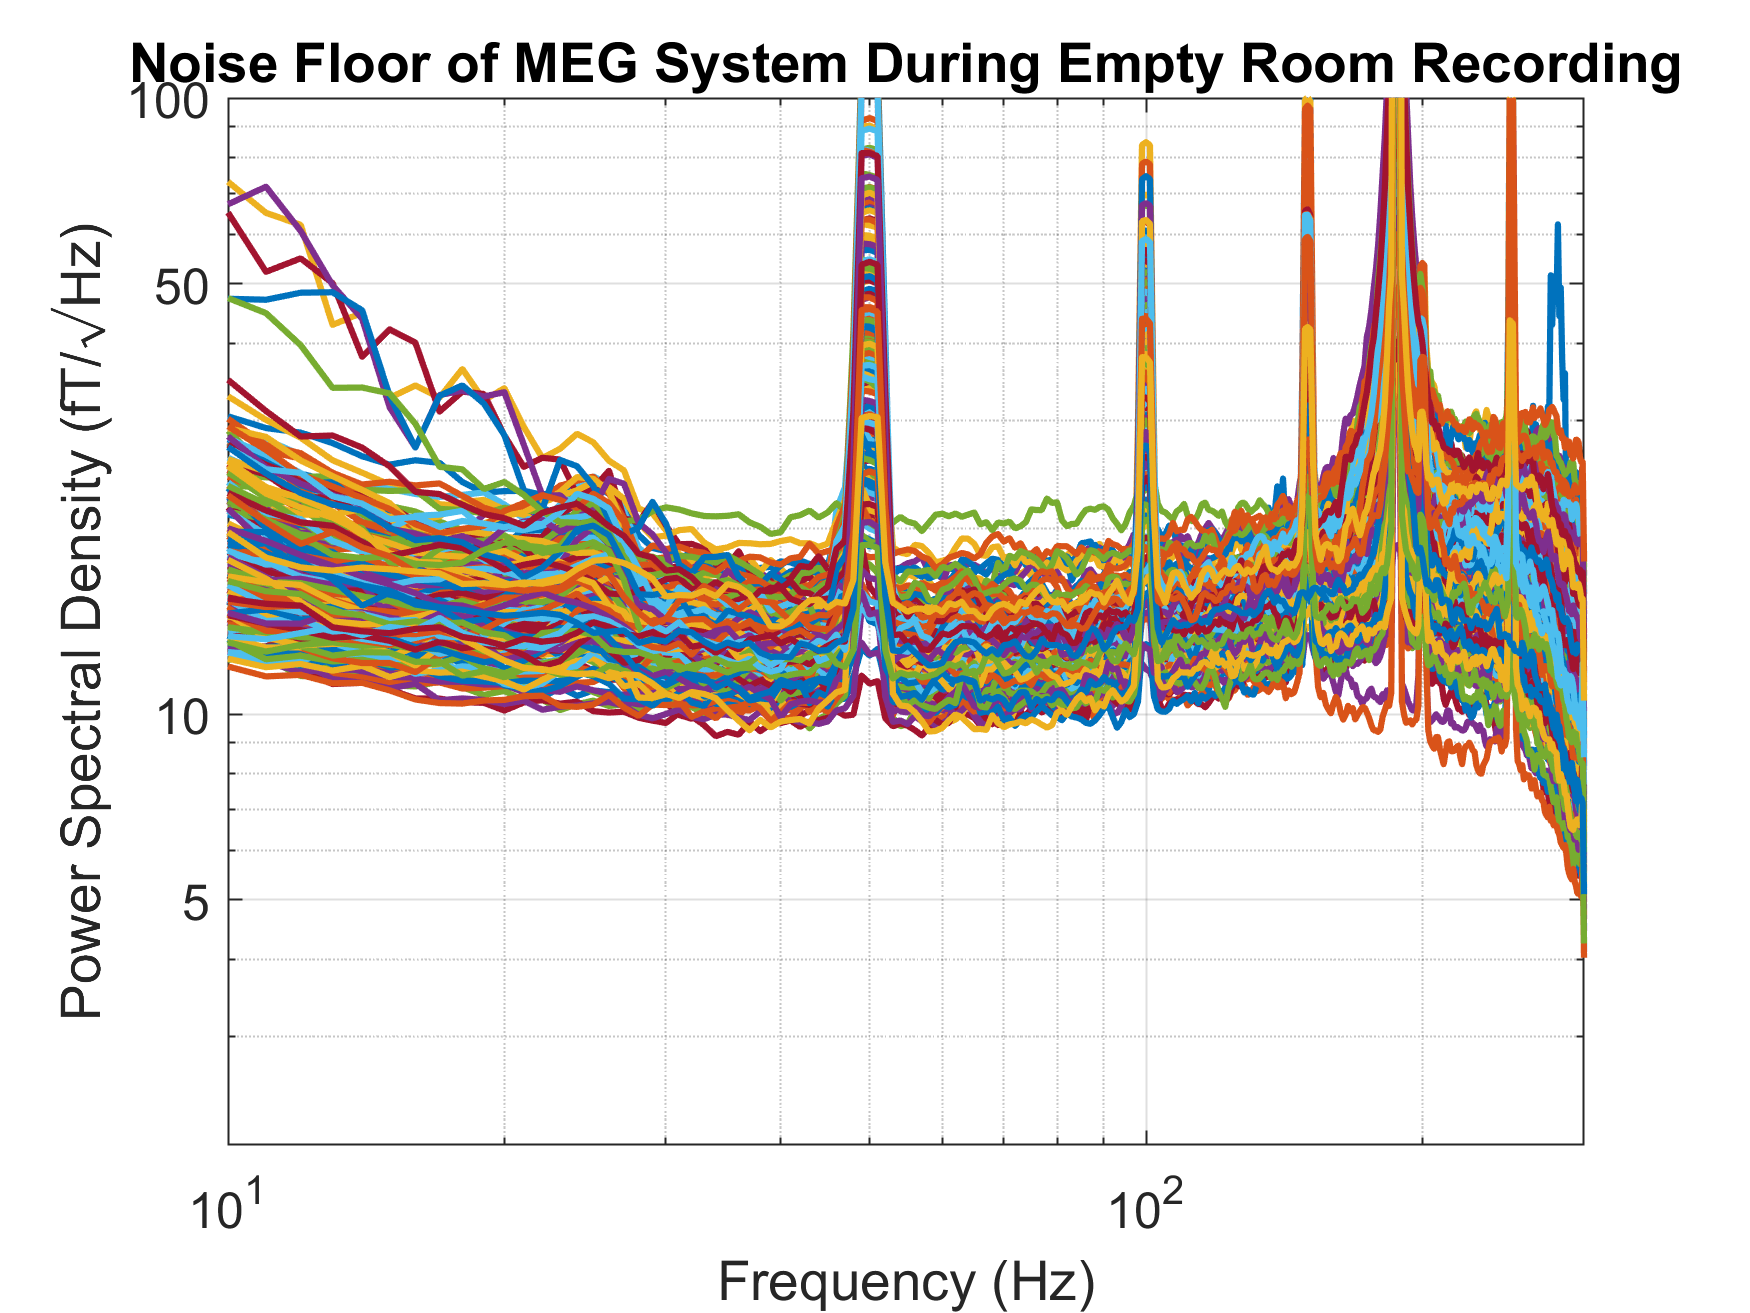 Noise Floor of MEG System During Empty Room Recording
100
50
10
5
Power Spectral Density (fT/√Hz)
10¹
10²
Frequency (Hz)